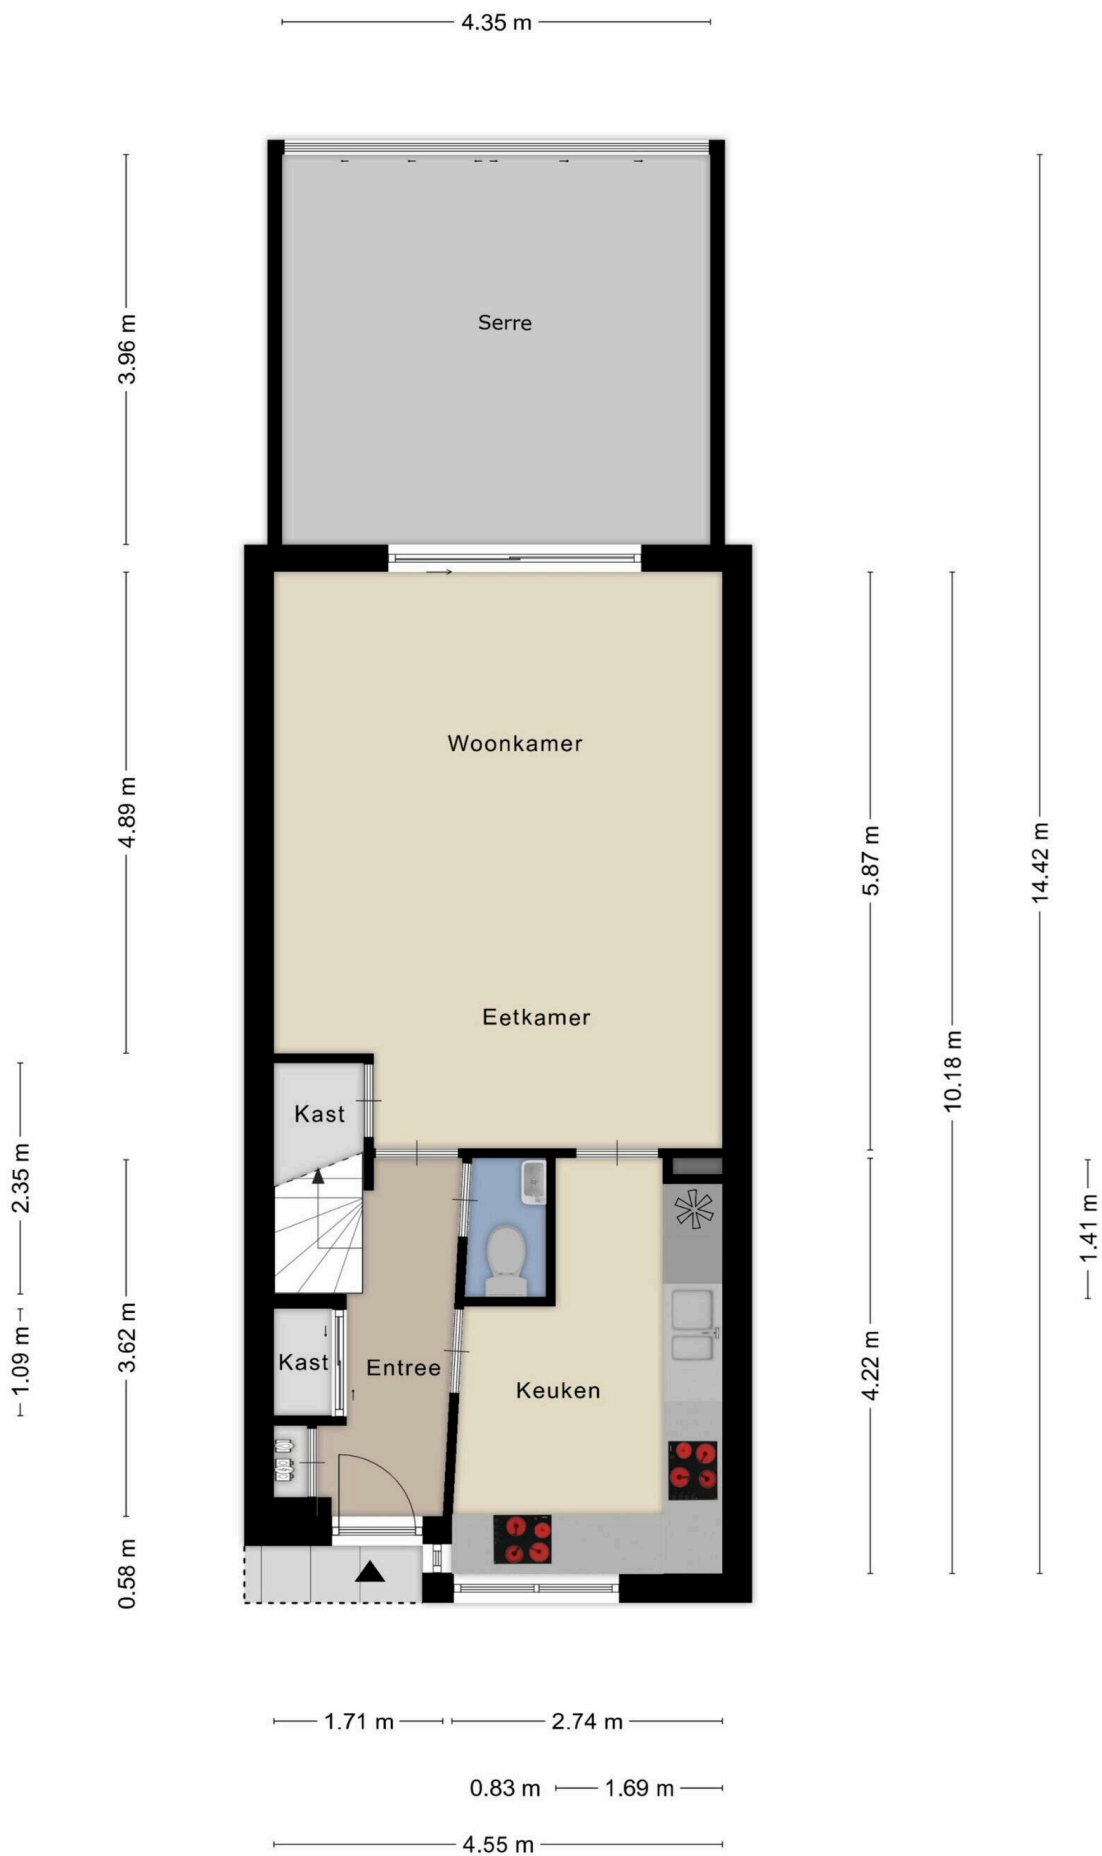 4.35 m
3.96 m
Serre
Woonkamer
4.89 m
5.87 m
14.42 m
Eetkamer
10.18 m
Kast
2.35 m
1.41 m
3.62 m
1.09 m
Kast
Entree
4.22 m
Keuken
0.58 m
1.71 m
2.74 m
0.83 m
1.69 m
4.55 m